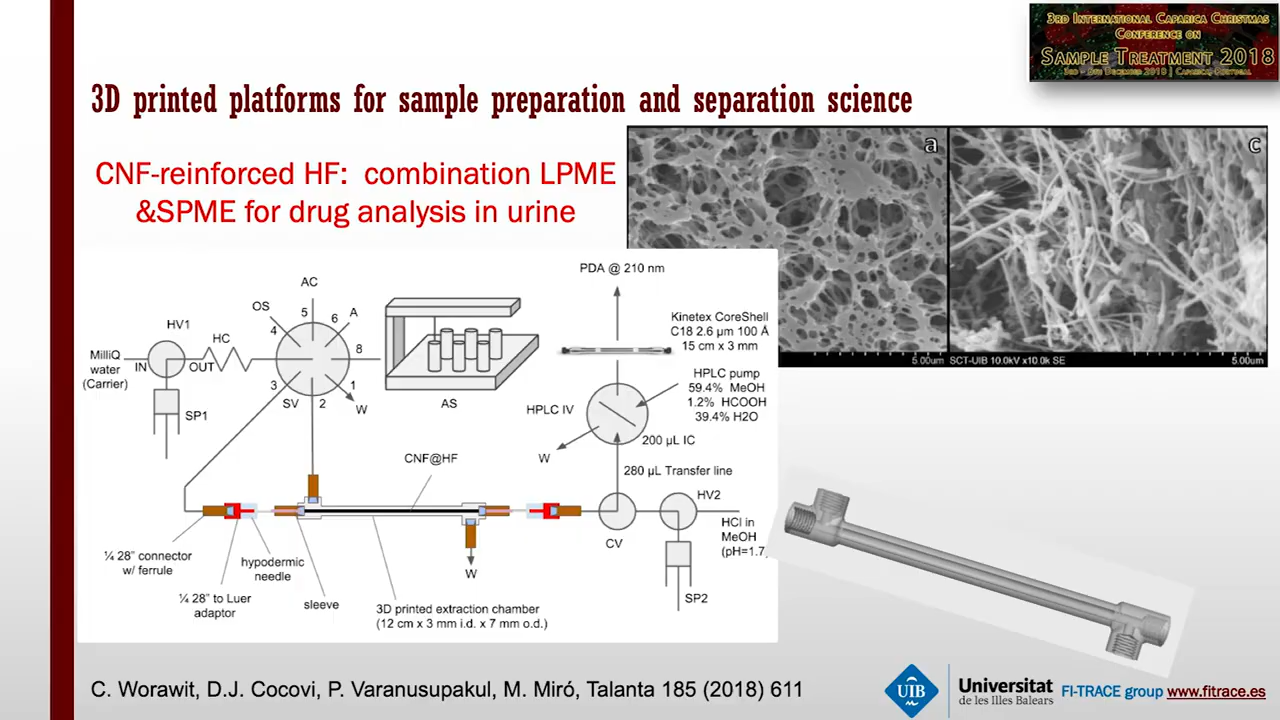 3rd International Caparica Christmas
Conference on
Sample Treatment 2018
3rd - 6th December 2018 | Caparica-Portugal
3D printed platforms for sample preparation and separation science
CNF-reinforced HF: combination LPME
&SPME for drug analysis in urine
a
c
5.00um
SCT-UIB 10.0kV x10.0k SE
5.00um
PDA @ 210 nm
Kinetex CoreShell
C18 2.6 µm 100 Å
15 cm x 3 mm
HPLC pump
59.4% MeOH
1.2% HCOOH
39.4% H2O
HPLC IV
200 µL IC
W
280 µL Transfer line
AC
OS
5
6
A
4
8
HV1
HC
MilliQ
water
(Carrier)
IN
OUT
3
1
SV
2
W
SP1
AS
CNF@HF
HV2
CV
HCl in
MeOH
(pH=1.7)
SP2
¼ 28" connector
w/ ferrule
hypodermic
needle
W
¼ 28" to Luer
adaptor
sleeve
3D printed extraction chamber
(12 cm x 3 mm i.d. x 7 mm o.d.)
C. Worawit, D.J. Cocovi, P. Varanusupakul, M. Miró, Talanta 185 (2018) 611
UIB
Universitat
de les Illes Balears
FI-TRACE group www.fitrace.es